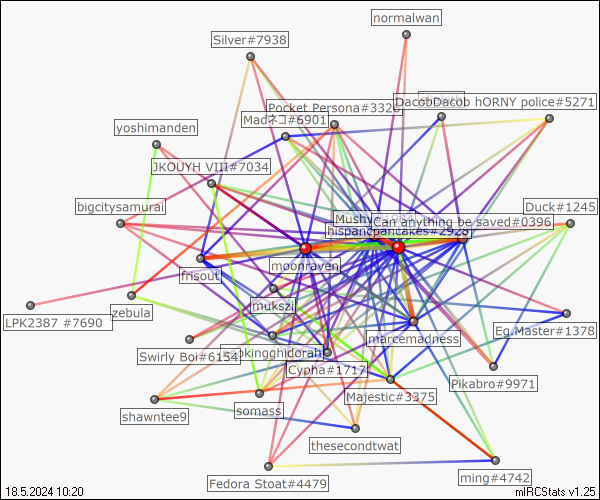 normalwan
Silver#7938
DacobDacob hORNY police#5271
Pocket Persona#3326
Madネコ#6901
yoshimanden
JKOUYH VIII#7034
bigcitysamurai
Duck#1245
Can anything be saved#0396
hispanicpancakes#2928
moonraven
frisout
mukszi
zebula
LPK2387 #7690
Eg.Master#1378
marcemadness
Swirly Boi#6154
Cypha#1717
Pikabro#9971
Majestic#3375
shawntee9
somass
thesecondtwat
ming#4742
Fedora Stoat#4479
18.5.2024 10:20
mIRCStats v1.25